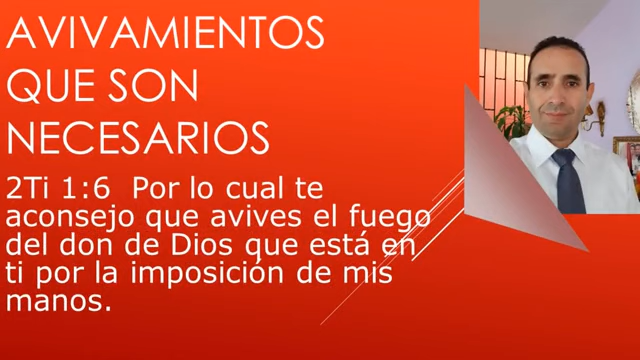 AVIVAMIENTOS
QUE SON
NECESARIOS
2Ti 1:6 Por lo cual te
aconsejo que avives el fuego
del don de Dios que está en
ti por la imposición de mis
manos.